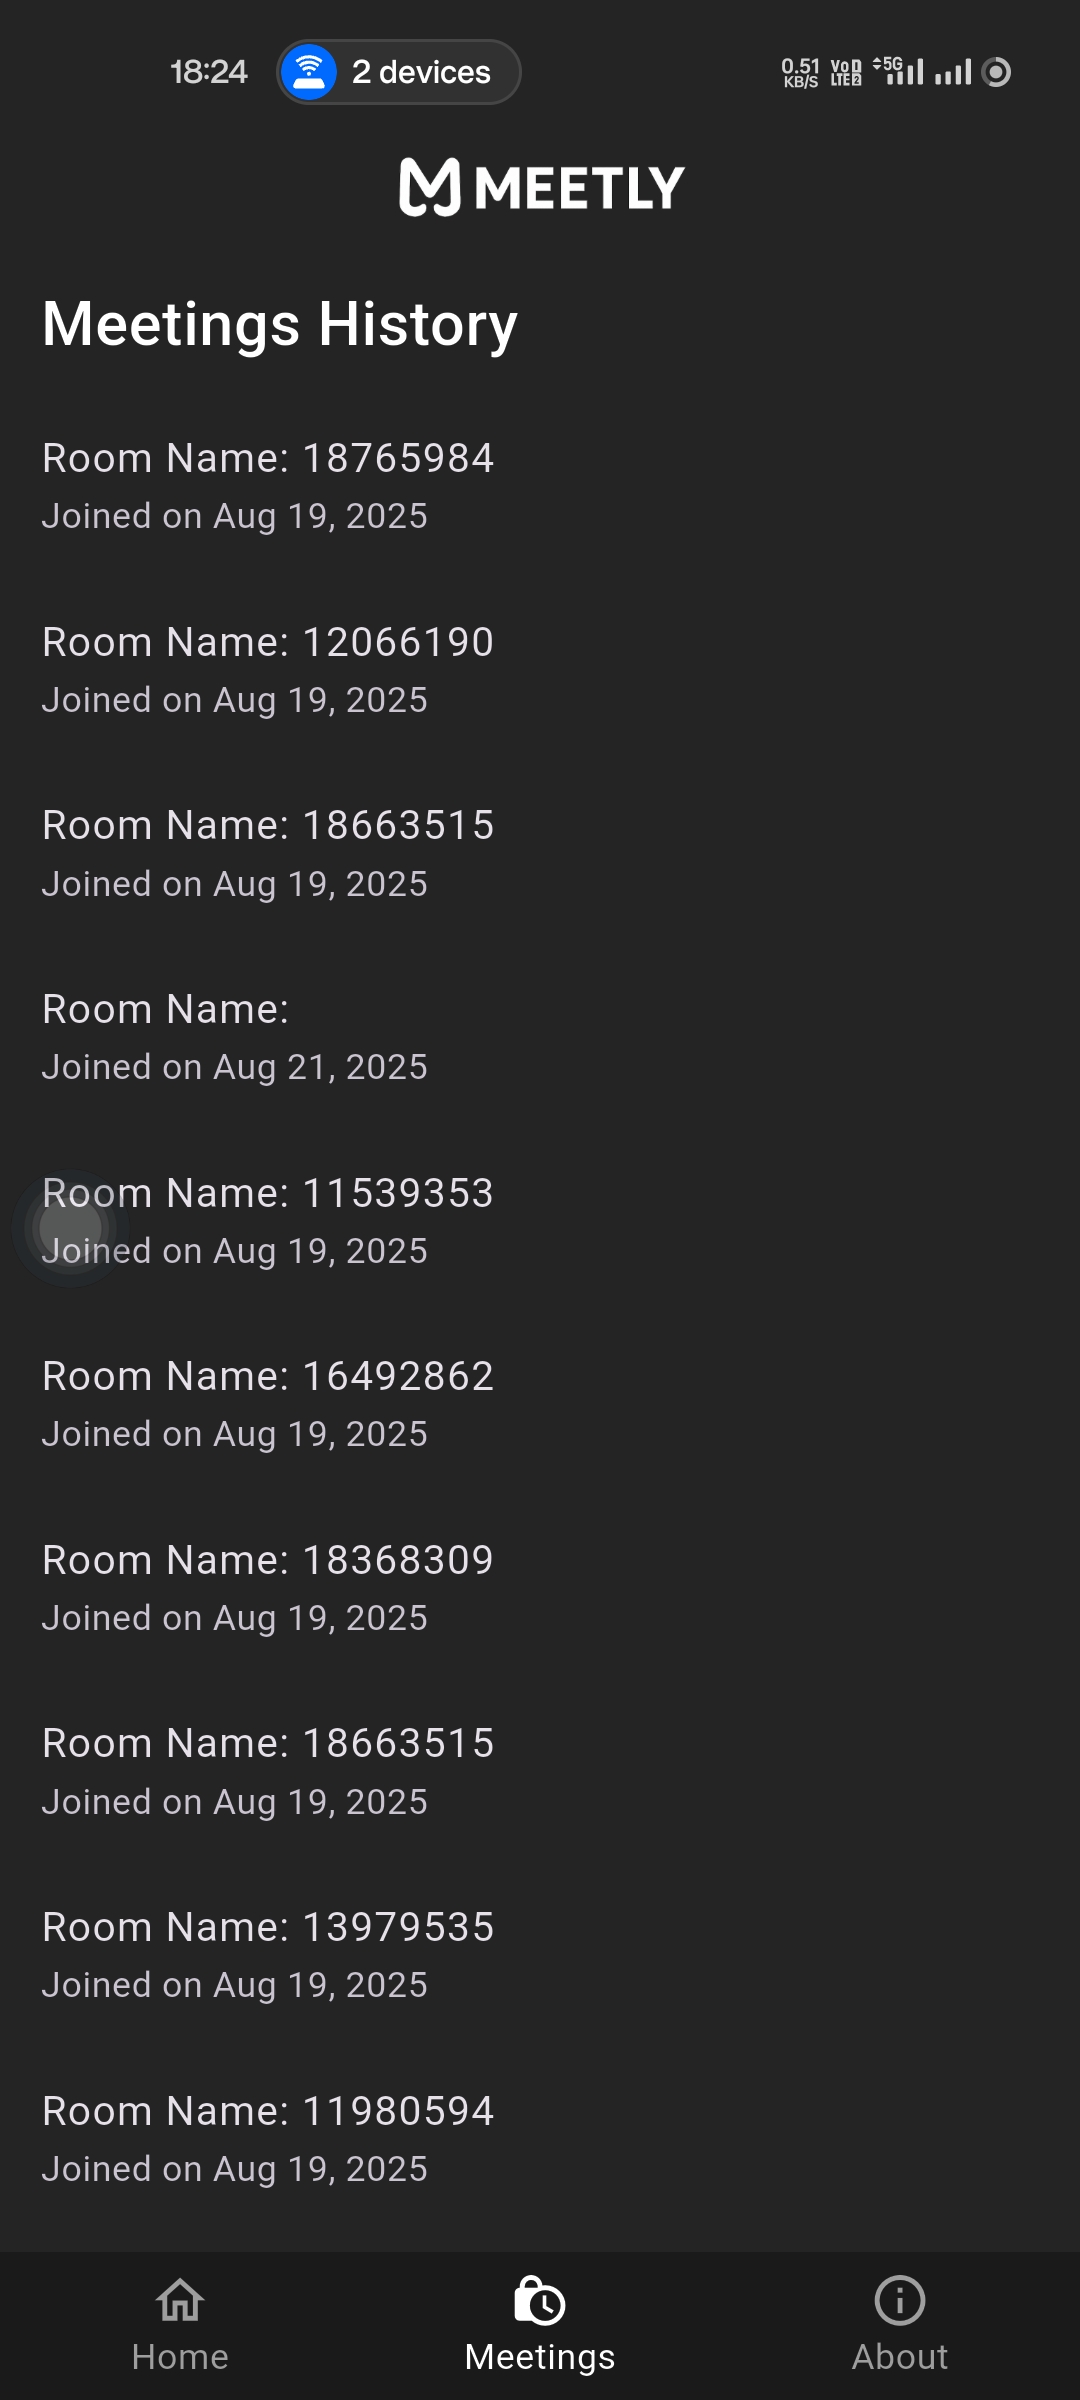 18:24 2 devices 0.51 KB/S Vo LTE 2 5G
MEETLY
Meetings History
Room Name: 18765984
Joined on Aug 19, 2025
Room Name: 12066190
Joined on Aug 19, 2025
Room Name: 18663515
Joined on Aug 19, 2025
Room Name:
Joined on Aug 21, 2025
Room Name: 11539353
Joined on Aug 19, 2025
Room Name: 16492862
Joined on Aug 19, 2025
Room Name: 18368309
Joined on Aug 19, 2025
Room Name: 18663515
Joined on Aug 19, 2025
Room Name: 13979535
Joined on Aug 19, 2025
Room Name: 11980594
Joined on Aug 19, 2025
Home Meetings About